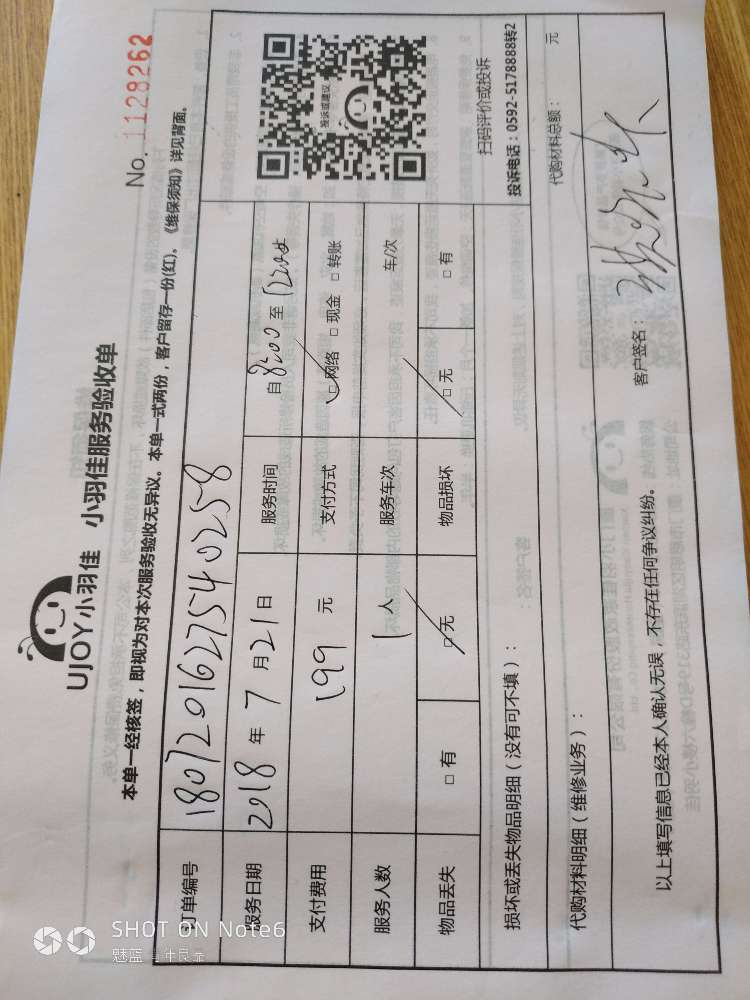 UJOY小羽佳 小羽佳服务验收单
No. 1128262
本单一经核签，即视为对本次服务验收无异议。本单一式两份，客户留存一份(红)。《维保须知》详见背面。
订单编号 180720162754 0258
服务日期 2018 年 7 月 21 日 服务时间 自 8:00 至
支付费用 199 元 支付方式 □ 网络 □ 现金 □ 转账
服务人数 1 人 服务车次 车/次
物品丢失 □ 有 □ 无 物品损坏 □ 无 □ 有
投诉或建议
扫码评价或投诉
投诉电话：0592-5178888转2
损坏或丢失物品明细（没有可不填）：
代购材料明细（维修业务）： 代购材料总额： 元
以上填写信息已经本人确认无误，不存在任何争议纠纷。 客户签名：
SHOT ON Note6
魅蓝